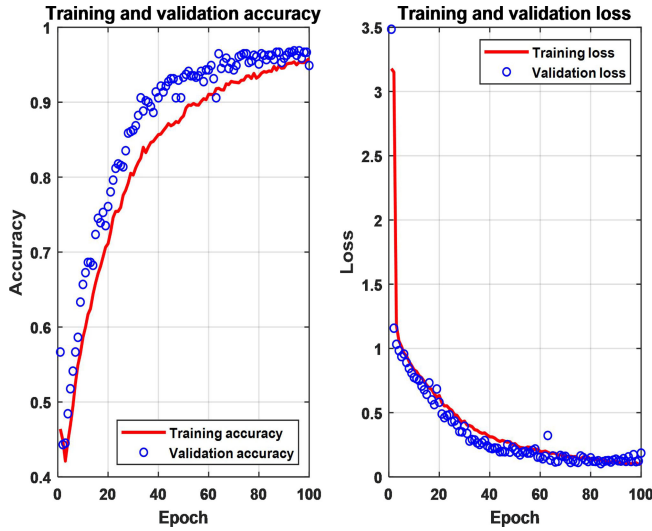 Training and validation accuracy
1
0.9
0.8
0.7
0.6
0.5
0.4
Accuracy
0 20 40 60 80 100
Epoch
Training accuracy
Validation accuracy
Training and validation loss
3.5
3
2.5
2
1.5
1
0.5
0
Loss
0 20 40 60 80 100
Epoch
Training loss
Validation loss